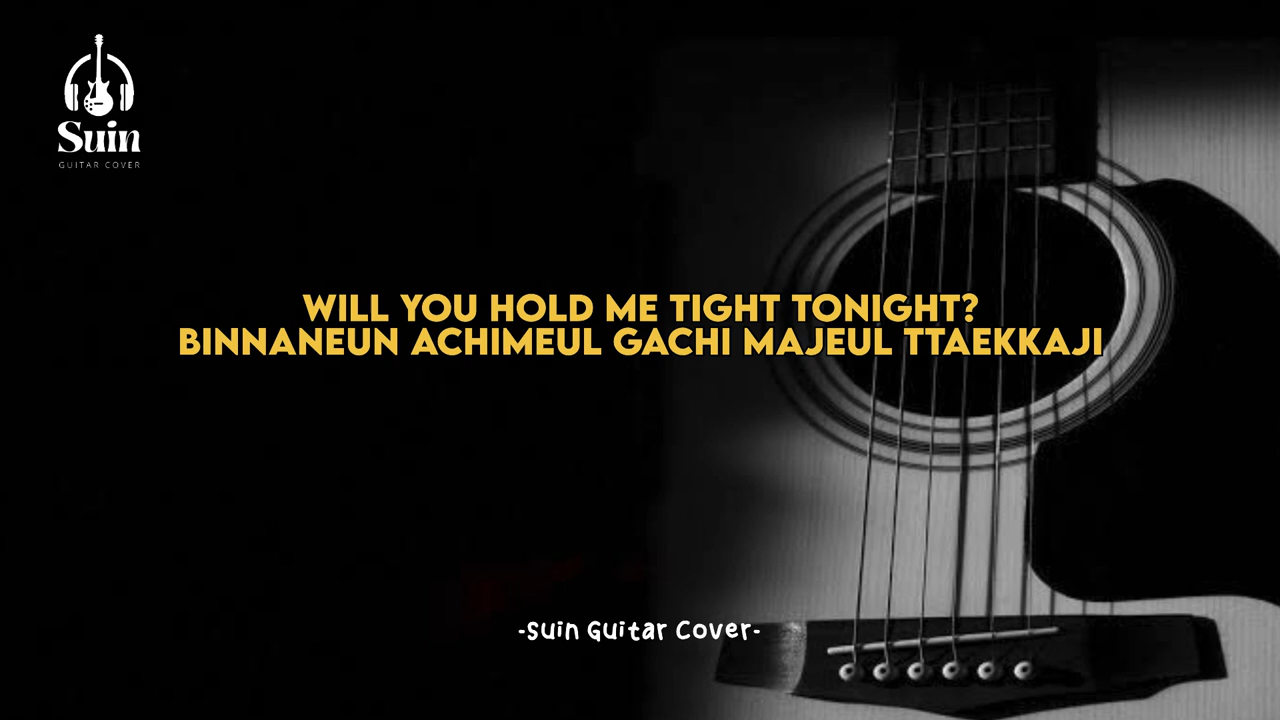 Suin
GUITAR COVER
WILL YOU HOLD ME TIGHT TONIGHT?
BINNANEUN ACHIMEUL GACHI MAJEUL TTAEKKAJI
-Suin Guitar Cover-